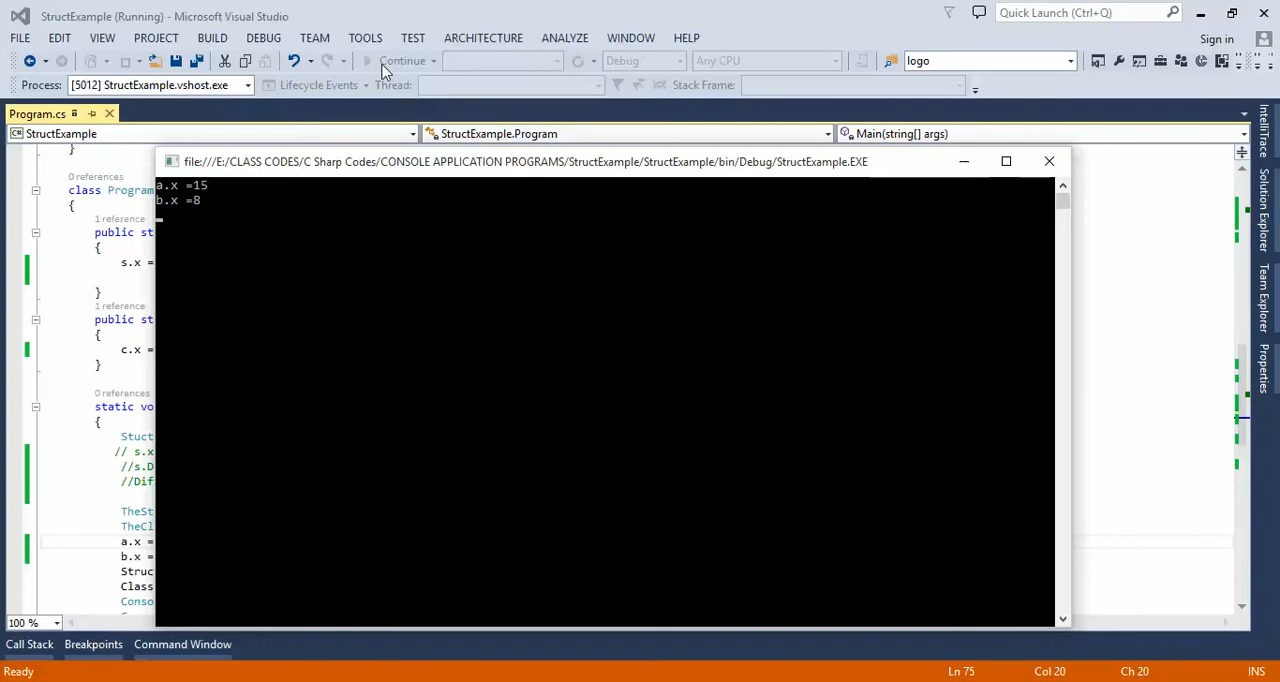 StructExample (Running) - Microsoft Visual Studio
Quick Launch (Ctrl+Q)
FILE EDIT VIEW PROJECT BUILD DEBUG TEAM TOOLS TEST ARCHITECTURE ANALYZE WINDOW HELP
Sign in
Continue Debug Any CPU logo
Process: [5012] StructExample.vshost.exe Lifecycle Events Thread: Stack Frame:
Program.cs
C# StructExample StructExample.Program Main(string[] args)
file:///E:/CLASS CODES/C Sharp Codes/CONSOLE APPLICATION PROGRAMS/StructExample/StructExample/bin/Debug/StructExample.EXE
a.x =15
b.x =8
}
0 references
class Program
{
1 reference
public st
{
s.x =
}
1 reference
public st
{
c.x =
}
0 references
static vo
{
Stuct
// s.x
//s.D
//Dif
TheSt
TheCl
a.x =
b.x =
Struc
Class
Conso
100 %
IntelliTrace
Solution Explorer
Team Explorer
Properties
Call Stack Breakpoints Command Window
Ready Ln 75 Col 20 Ch 20 INS